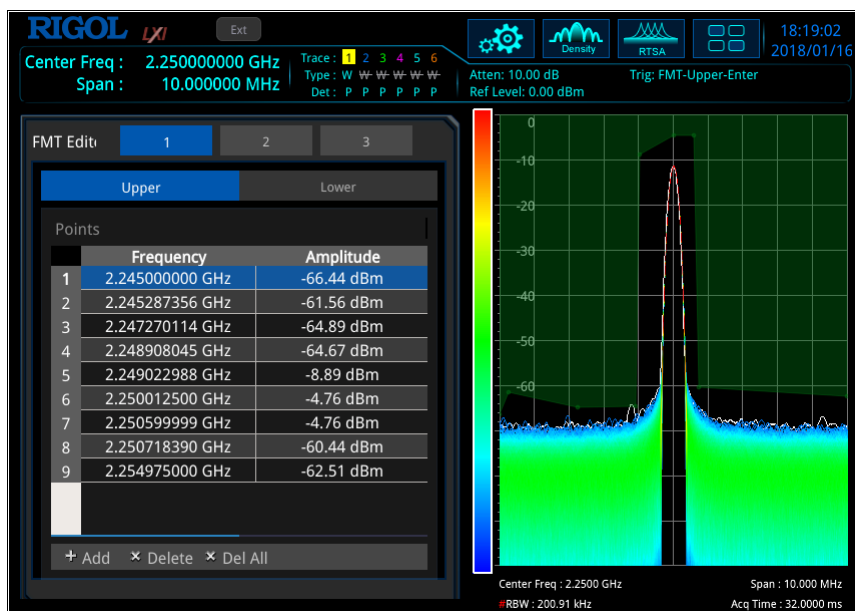 RIGOL LXI Ext
Center Freq : 2.250000000 GHz
Span : 10.000000 MHz
Trace : 1 2 3 4 5 6
Type : W W W W W W
Det : P P P P P P
Density
RTSA
18:19:02
2018/01/16
Atten: 10.00 dB Trig: FMT-Upper-Enter
Ref Level: 0.00 dBm
FMT Edit 1 2 3
Upper Lower
Points
Frequency Amplitude
1 2.245000000 GHz -66.44 dBm
2 2.245287356 GHz -61.56 dBm
3 2.247270114 GHz -64.89 dBm
4 2.248908045 GHz -64.67 dBm
5 2.249022988 GHz -8.89 dBm
6 2.250012500 GHz -4.76 dBm
7 2.250599999 GHz -4.76 dBm
8 2.250718390 GHz -60.44 dBm
9 2.254975000 GHz -62.51 dBm
+ Add × Delete × Del All
0
-10
-20
-30
-40
-50
-60
Center Freq : 2.2500 GHz Span : 10.000 MHz
#RBW : 200.91 kHz Acq Time : 32.0000 ms